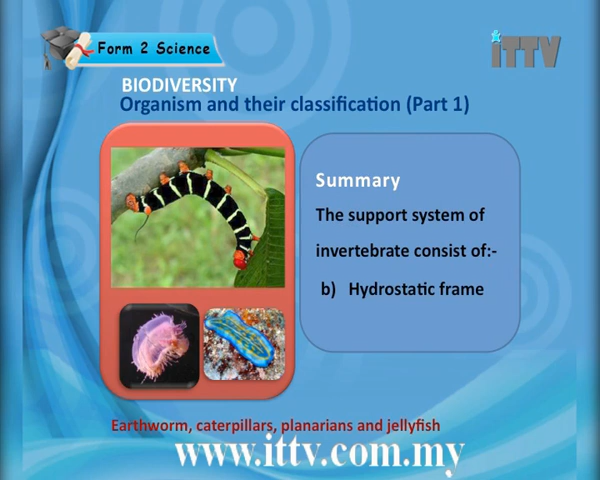 Form 2 Science
iTTV
BIODIVERSITY
Organism and their classification (Part 1)
Summary
The support system of
invertebrate consist of:-
b) Hydrostatic frame
Earthworm, caterpillars, planarians and jellyfish
www.ittv.com.my